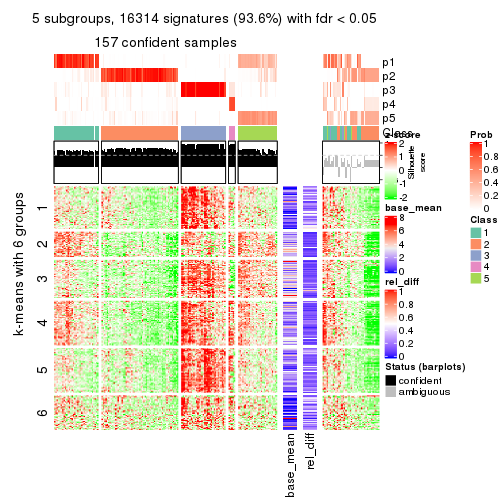 5 subgroups, 16314 signatures (93.6%) with fdr < 0.05
157 confident samples
p1
p2
p3
p4
p5
Class
z-score
2
1
0
-1
-2
Silhouette
score
base_mean
8
6
4
2
0
rel_diff
1
0.8
0.6
0.4
0.2
0
Status (barplots)
confident
ambiguous
Prob
1
0.8
0.6
0.4
0.2
0
Class
1
2
3
4
5
k-means with 6 groups
1
2
3
4
5
6
base_mean
rel_diff